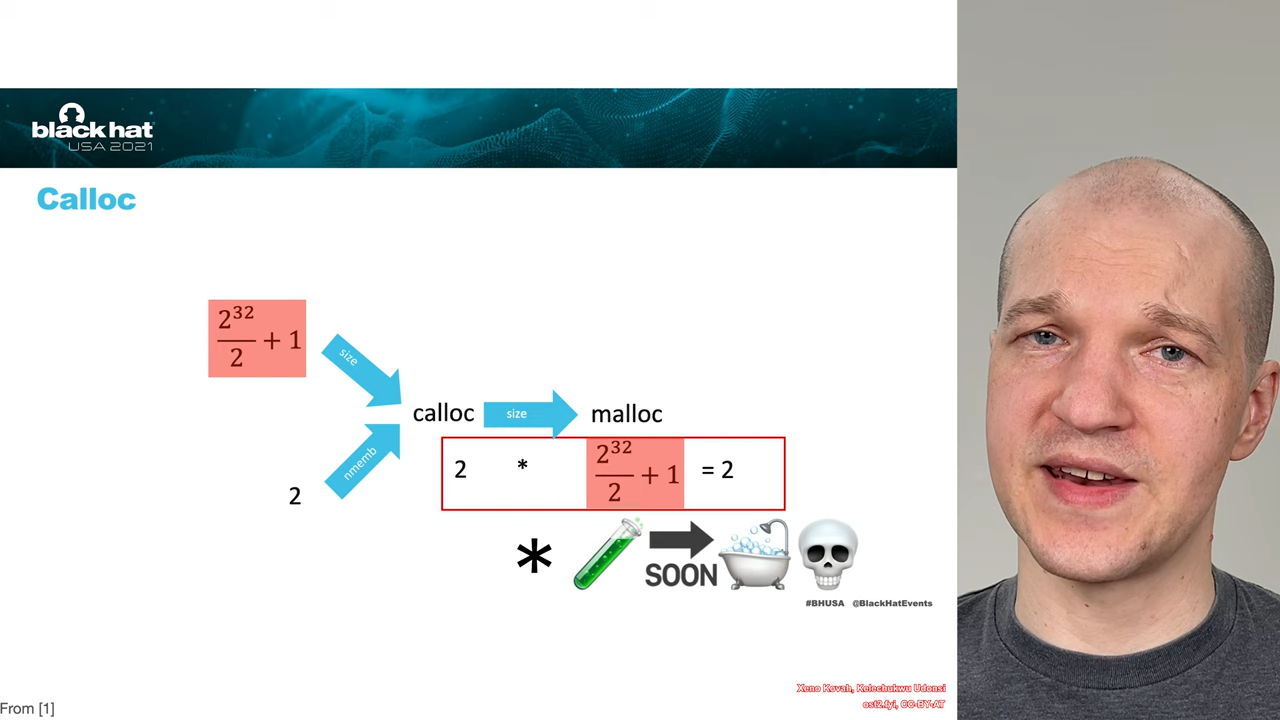 black hat
USA 2021
Calloc
2^32/2 + 1
size
calloc
size
malloc
nmemb
2
2 * 2^32/2 + 1 = 2
*
SOON
#BHUSA @BlackHatEvents
Xeno Kovah, Kelechukwu Udonsi
ost2.fyi, CC-BY-AT
From [1]